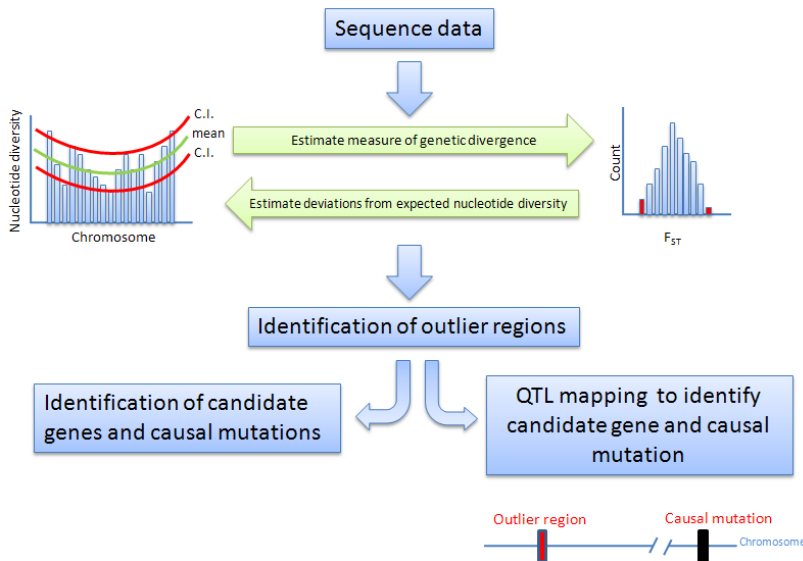 Sequence data
Nucleotide diversity
C.I.
mean
C.I.
Chromosome
Estimate measure of genetic divergence
Estimate deviations from expected nucleotide diversity
Count
FST
Identification of outlier regions
Identification of candidate
genes and causal mutations
QTL mapping to identify
candidate gene and causal
mutation
Outlier region
Causal mutation
Chromosome